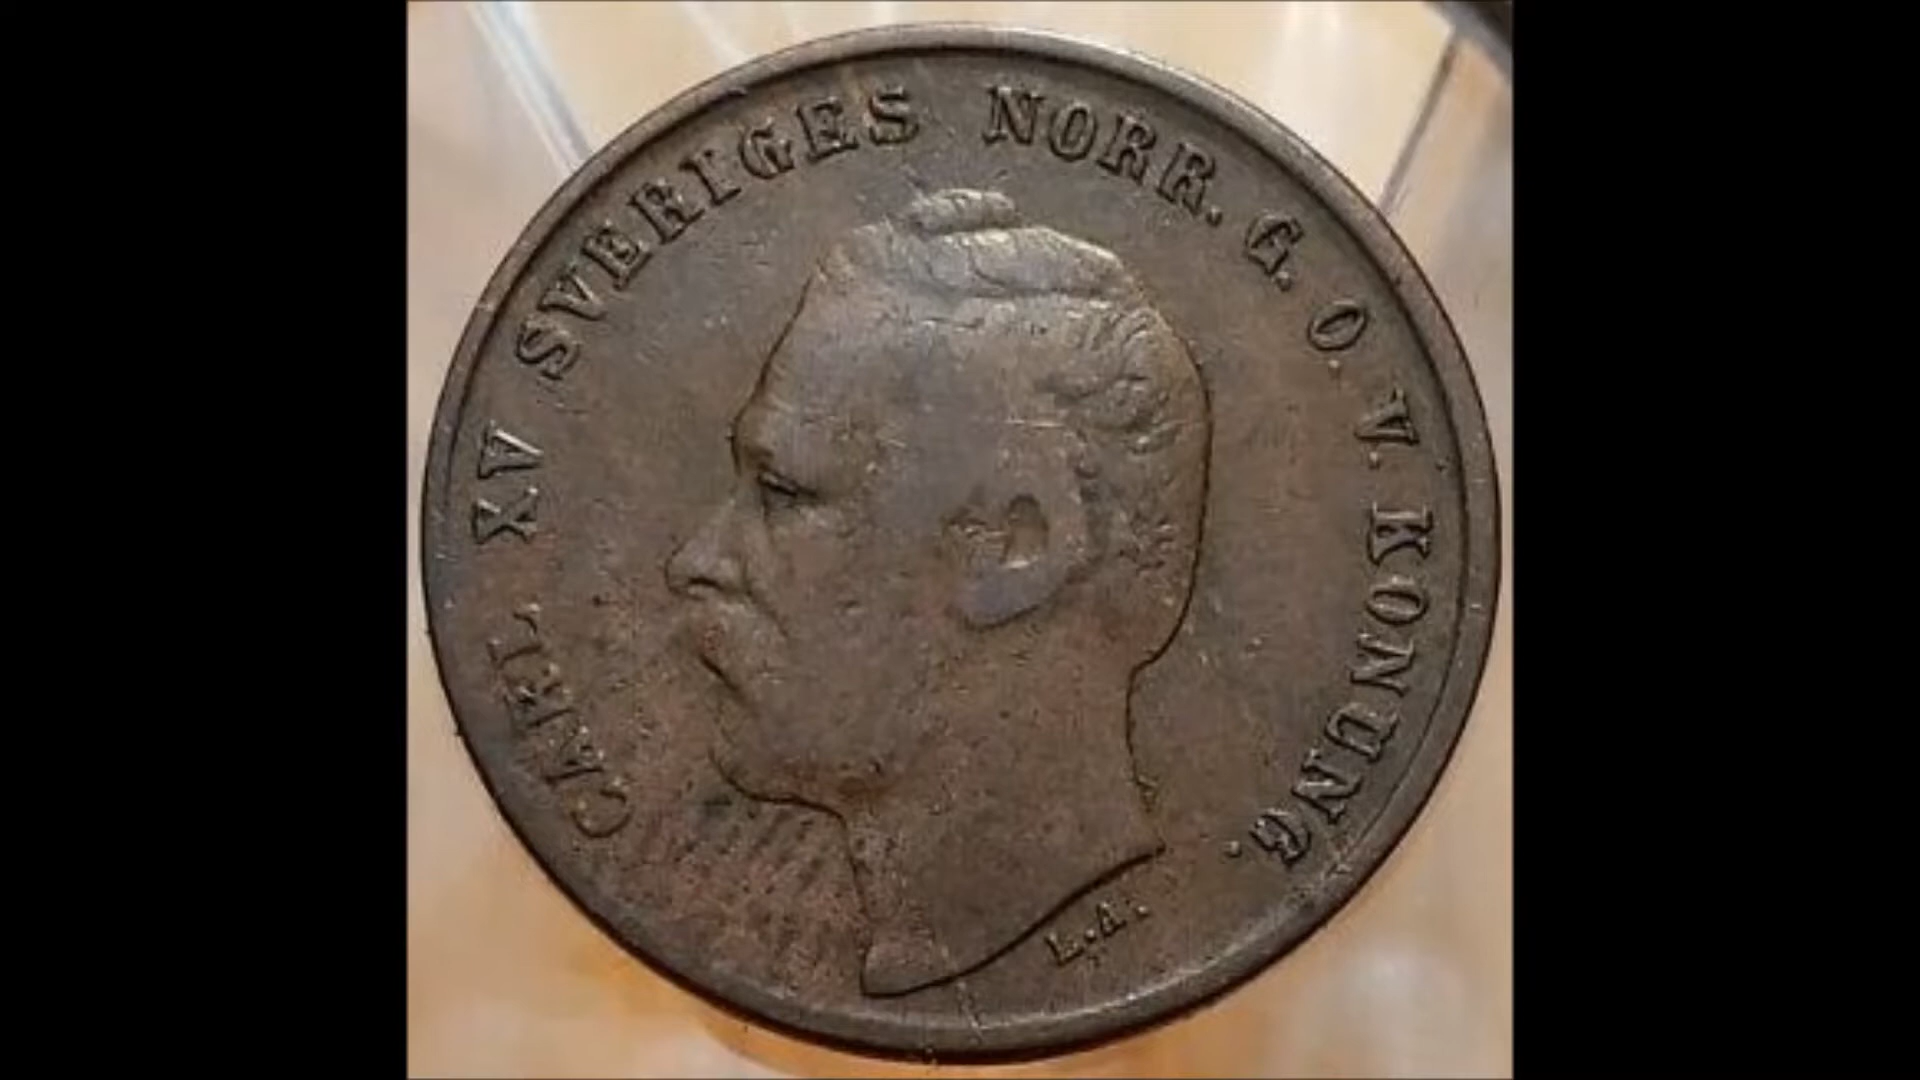 CARL XV SVERIGES NORR. G. O. V. KONUNG.
L.A.